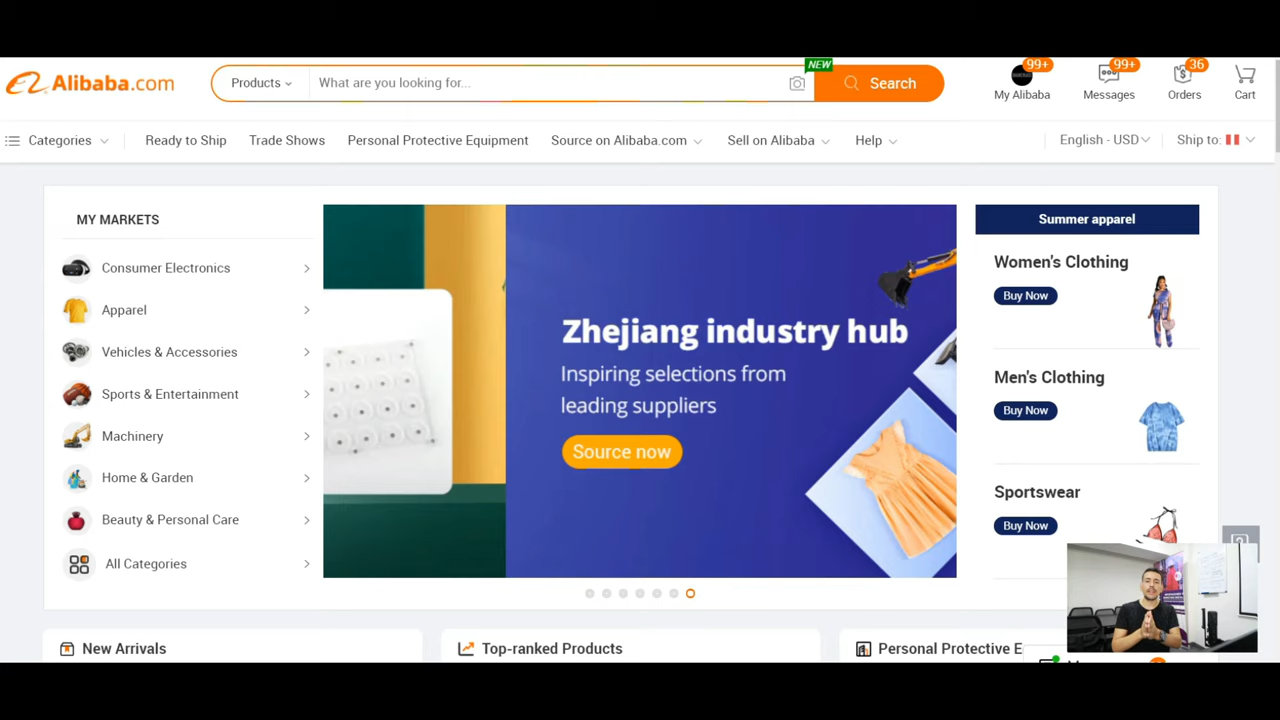 Alibaba.com
Products
What are you looking for...
NEW
Search
99+
My Alibaba
99+
Messages
36
Orders
Cart
Categories
Ready to Ship
Trade Shows
Personal Protective Equipment
Source on Alibaba.com
Sell on Alibaba
Help
English - USD
Ship to:
MY MARKETS
Consumer Electronics
Apparel
Vehicles & Accessories
Sports & Entertainment
Machinery
Home & Garden
Beauty & Personal Care
All Categories
Zhejiang industry hub
Inspiring selections from
leading suppliers
Source now
Summer apparel
Women's Clothing
Buy Now
Men's Clothing
Buy Now
Sportswear
Buy Now
New Arrivals
Top-ranked Products
Personal Protective E